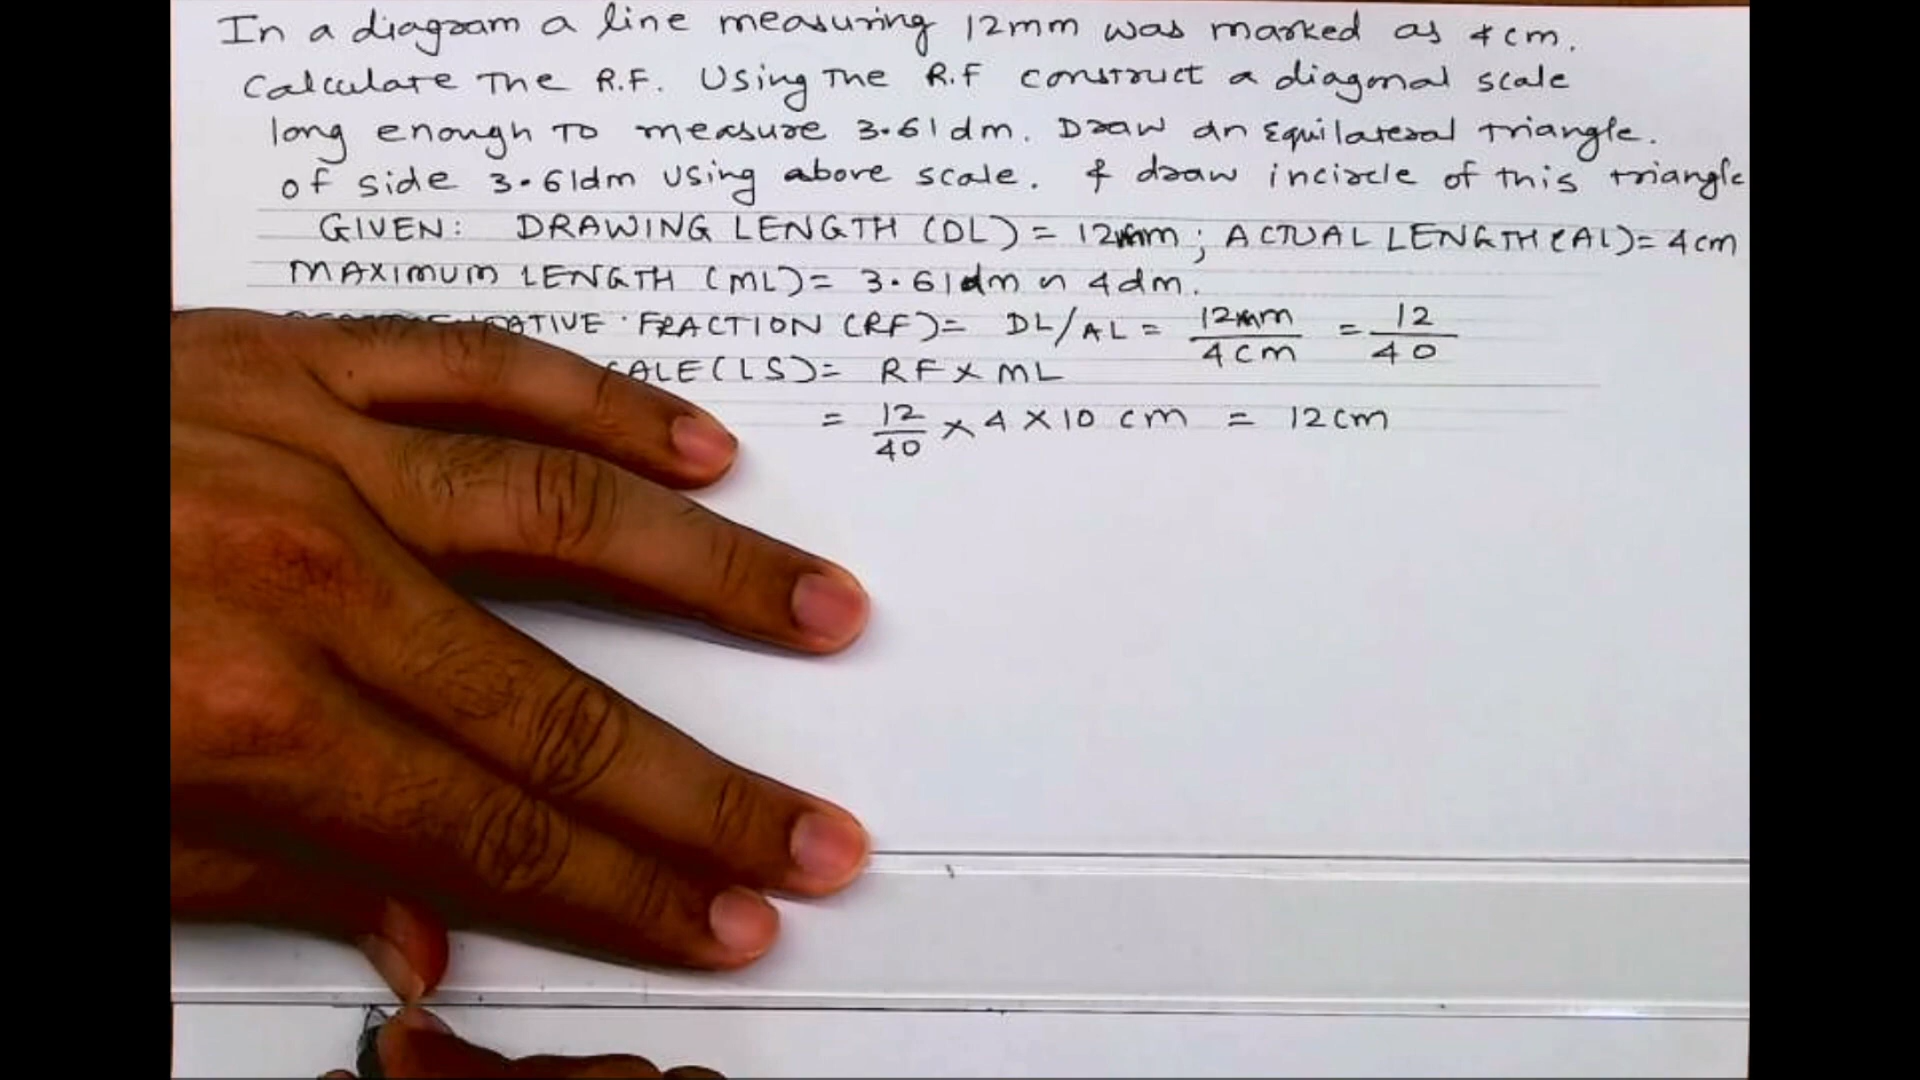 In a diagram a line measuring 12mm was marked as 4cm.
Calculate The R.F. Using The R.F construct a diagonal scale
long enough To measure 3.61dm. Draw an Equilateral triangle.
of side 3.61dm using above scale. & draw incircle of this triangle
GIVEN: DRAWING LENGTH (DL) = 12mm; ACTUAL LENGTH (AL) = 4cm
MAXIMUM LENGTH (ML) = 3.61dm ~ 4dm.
ATIVE FRACTION (RF) = DL/AL = 12mm/4cm = 12/40
CALE (LS) = RF × ML
= 12/40 × 4 × 10 cm = 12cm